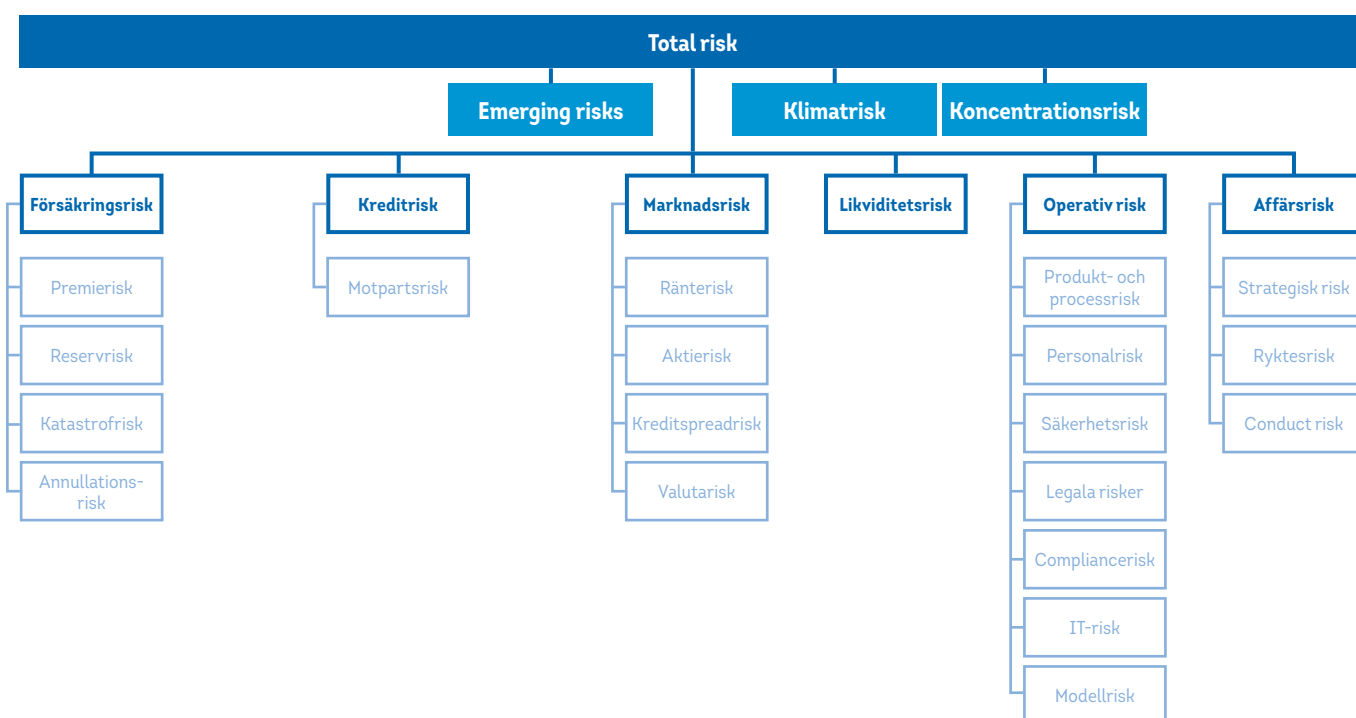 Total risk
Emerging risks
Klimatrisk
Koncentrationsrisk
Försäkringsrisk
Kreditrisk
Marknadsrisk
Likviditetsrisk
Operativ risk
Affärsrisk
Premierisk
Motpartsrisk
Ränterisk
Produkt- och
processrisk
Strategisk risk
Reservrisk
Aktierisk
Personalrisk
Ryktesrisk
Katastrofrisk
Kreditspreadrisk
Säkerhetsrisk
Conduct risk
Annullations-
risk
Valutarisk
Legala risker
Compliancerisk
IT-risk
Modellrisk